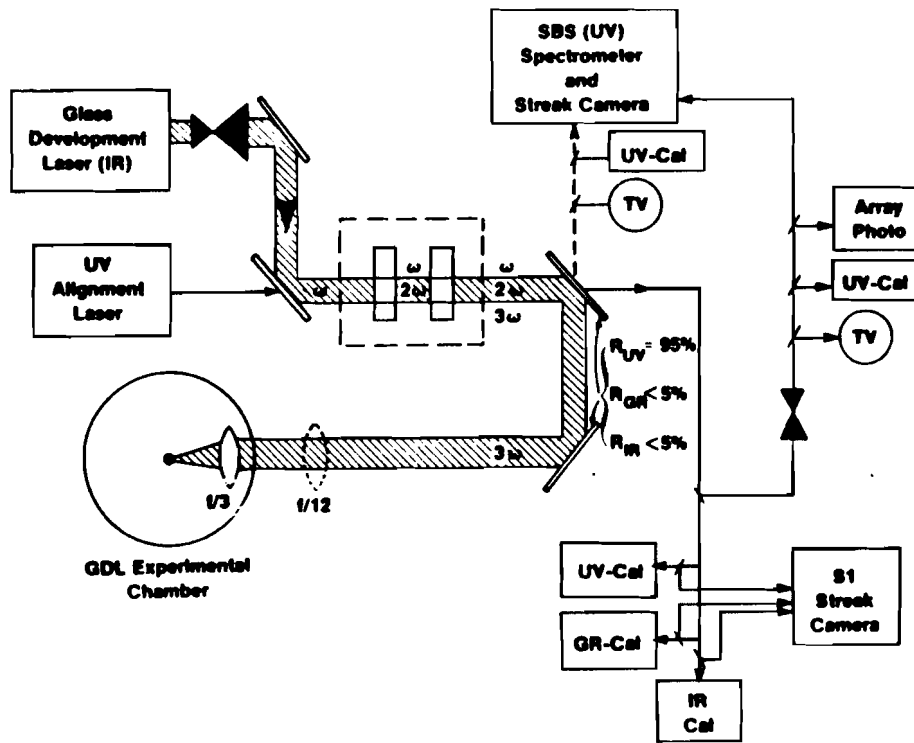 SBS (UV)
Spectrometer
and
Streak Camera
Glass
Development
Laser (IR)
UV-Cal
TV
Array
Photo
UV
Alignment
Laser
UV-Cal
TV
ω
ω
2ω
ω
2ω
3ω
R_UV = 95%
R_GR < 5%
R_IR < 5%
3ω
f/3
f/12
GDL Experimental
Chamber
UV-Cal
GR-Cal
IR
Cal
S1
Streak
Camera